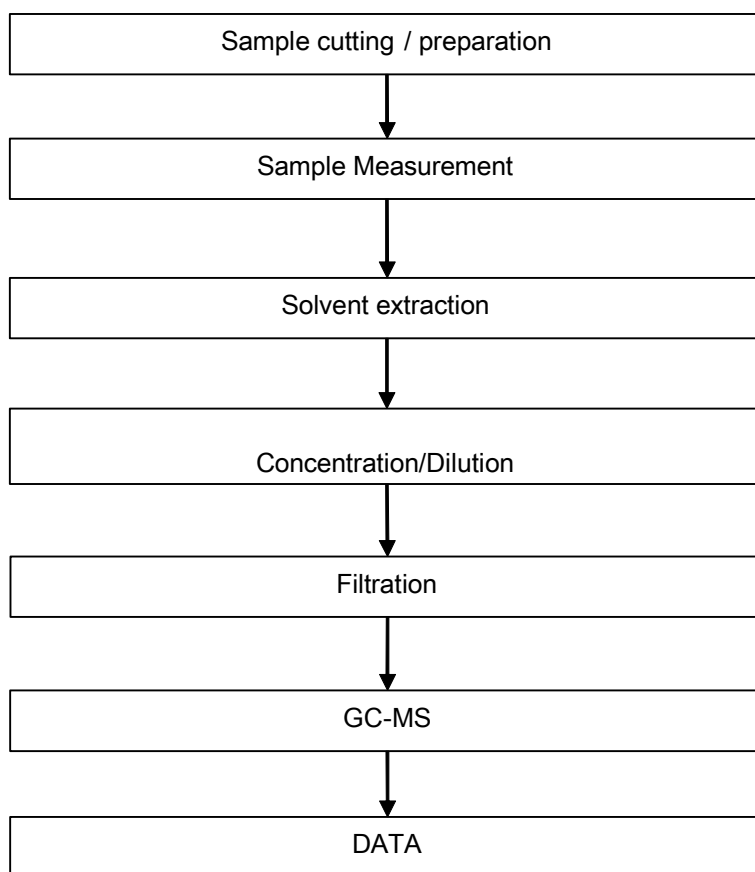 Sample cutting / preparation
Sample Measurement
Solvent extraction
Concentration/Dilution
Filtration
GC-MS
DATA